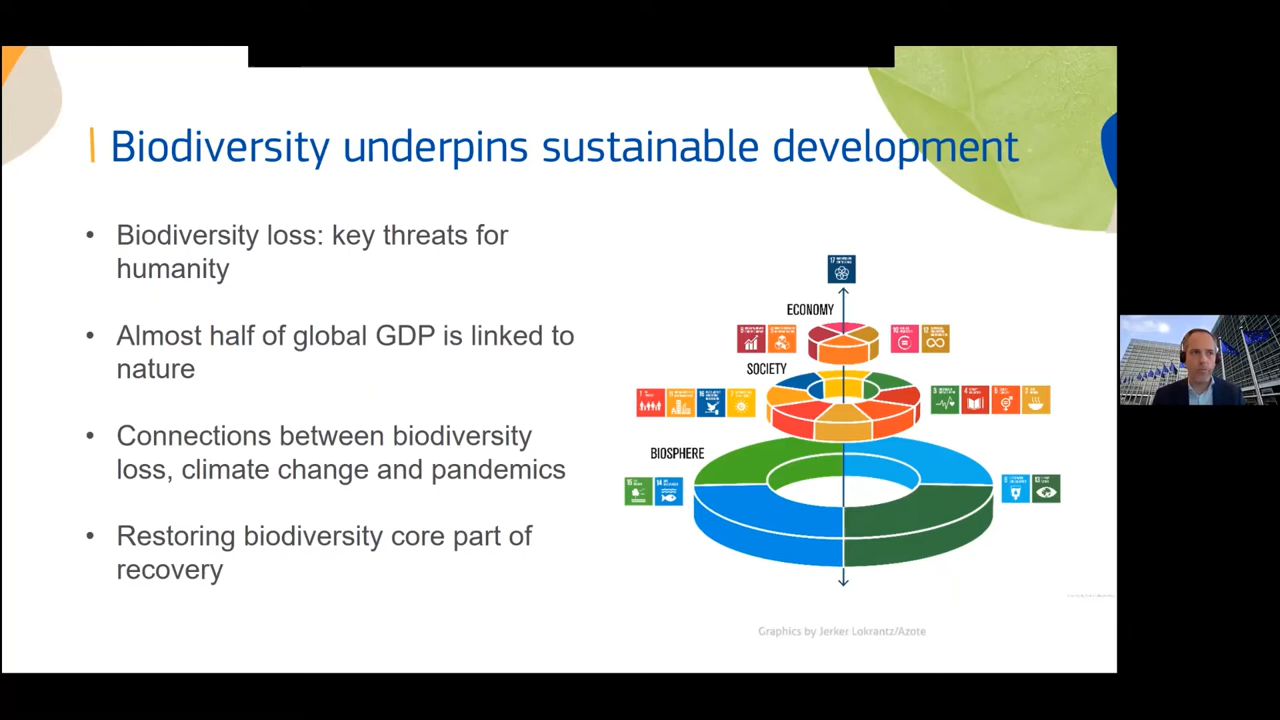 Biodiversity underpins sustainable development
• Biodiversity loss: key threats for
humanity
• Almost half of global GDP is linked to
nature
• Connections between biodiversity
loss, climate change and pandemics
• Restoring biodiversity core part of
recovery
ECONOMY
SOCIETY
BIOSPHERE
Graphics by Jerker Lokrantz/Azote